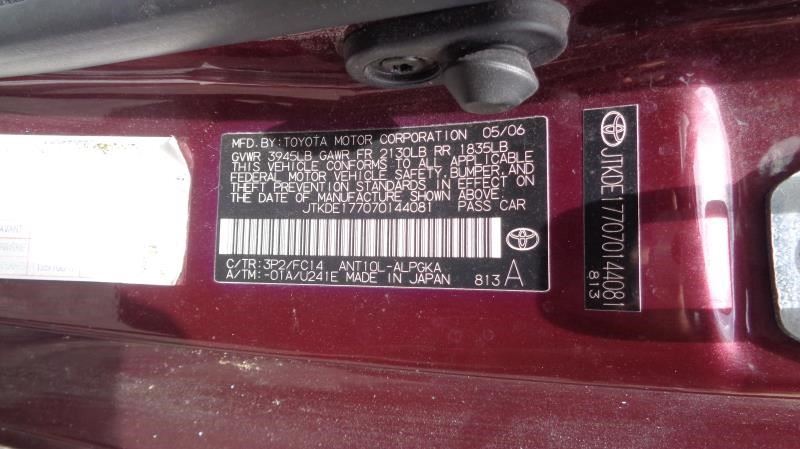 MFD.BY:TOYOTA MOTOR CORPORATION 05/06
GVWR 3945LB GAWR FR 2130LB RR 1835LB
THIS VEHICLE CONFORMS TO ALL APPLICABLE
FEDERAL MOTOR VEHICLE SAFETY,BUMPER,AND
THEFT PREVENTION STANDARDS IN EFFECT ON
THE DATE OF MANUFACTURE SHOWN ABOVE.
JTKDE177070144081 PASS CAR
C/TR:3P2/FC14 ANT10L-ALPGKA
A/TM:-01A/U241E MADE IN JAPAN 813 A
JTKDE177070144081
813